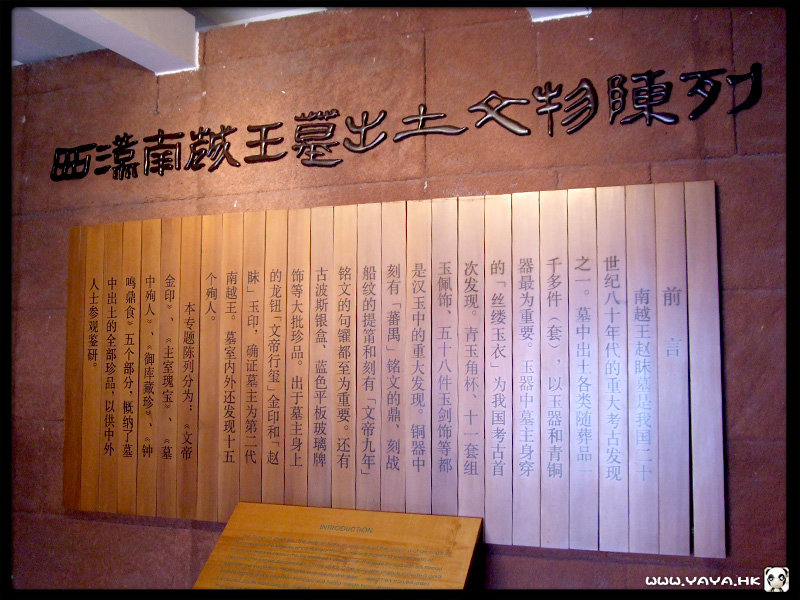 西漢南越王墓出土文物陳列
前言
南越王赵眜墓是我国二十
世纪八十年代的重大考古发现
之一。墓中出土各类随葬品一
千多件（套），以玉器和青铜
器最为重要。玉器中墓主身穿
的「丝缕玉衣」为我国考古首
次发现。青玉角杯、十一套组
玉佩饰、五十八件玉剑饰等都
是汉玉中的重大发现。铜器中
刻有「蕃禺」铭文的鼎、刻战
船纹的提筩和刻有「文帝九年」
铭文的句鑃都至为重要。还有
古波斯银盒、蓝色平板玻璃牌
饰等大批珍品。出于墓主身上
的龙钮「文帝行玺」金印和「赵
眜」玉印，确证墓主为第二代
南越王。墓室内外还发现十五
个殉人。
本专题陈列分为：《文帝
金印》、《主室瑰宝》、《墓
中殉人》、《御库藏珍》、《钟
鸣鼎食》五个部分，概纳了墓
中出土的全部珍品，以供中外
人士参观鉴研。
INTRODUCTION
WWW.YAYA.HK